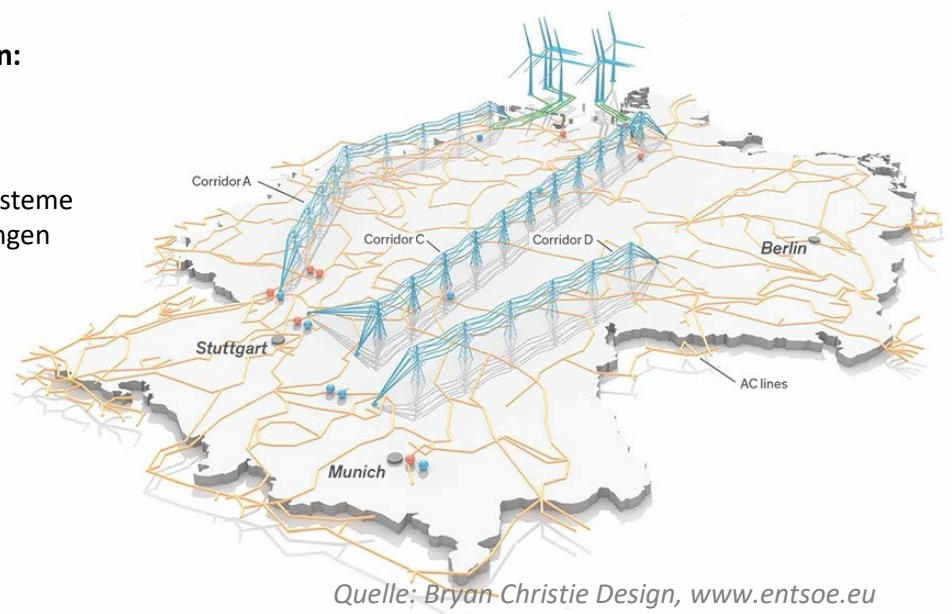 n:
steme
ngen
Corridor A
Corridor C
Corridor D
Berlin
Stuttgart
AC lines
Munich
Quelle: Bryan Christie Design, www.entsoe.eu